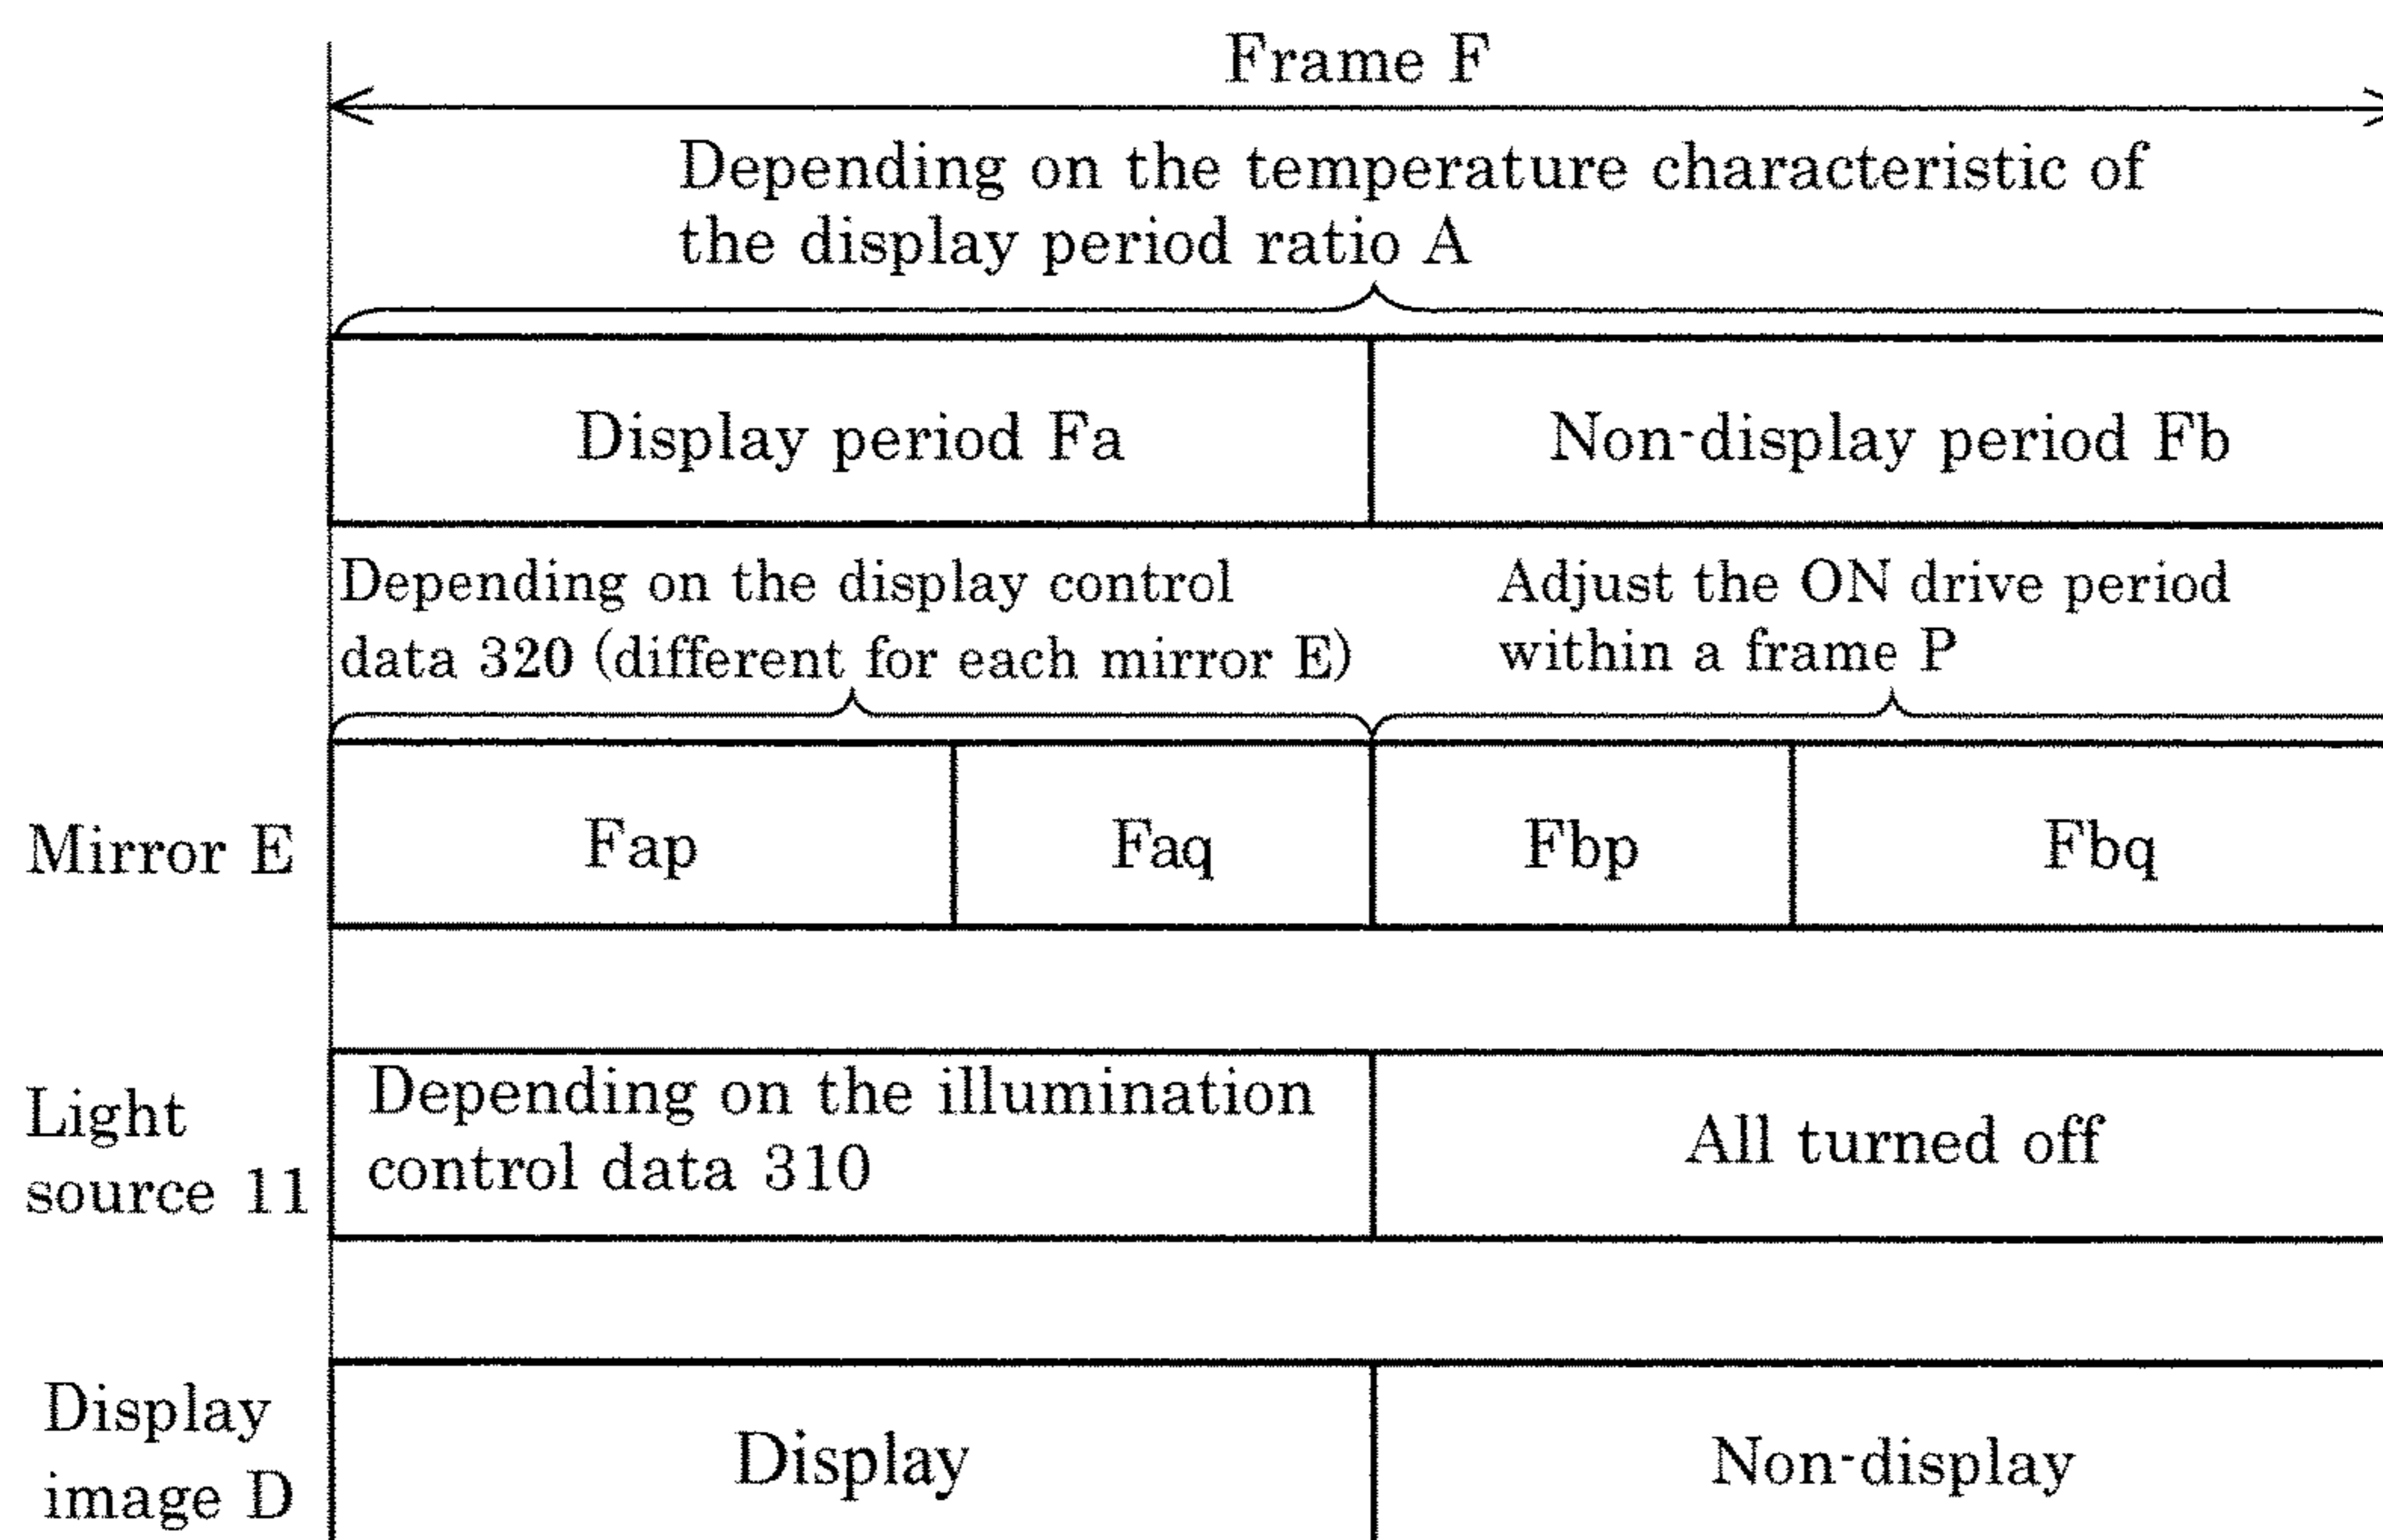 Frame F
Depending on the temperature characteristic of
the display period ratio A
Display period Fa
Non-display period Fb
Depending on the display control
data 320 (different for each mirror E)
Adjust the ON drive period
within a frame P
Mirror E
Fap
Faq
Fbp
Fbq
Light
source 11
Depending on the illumination
control data 310
All turned off
Display
image D
Display
Non-display